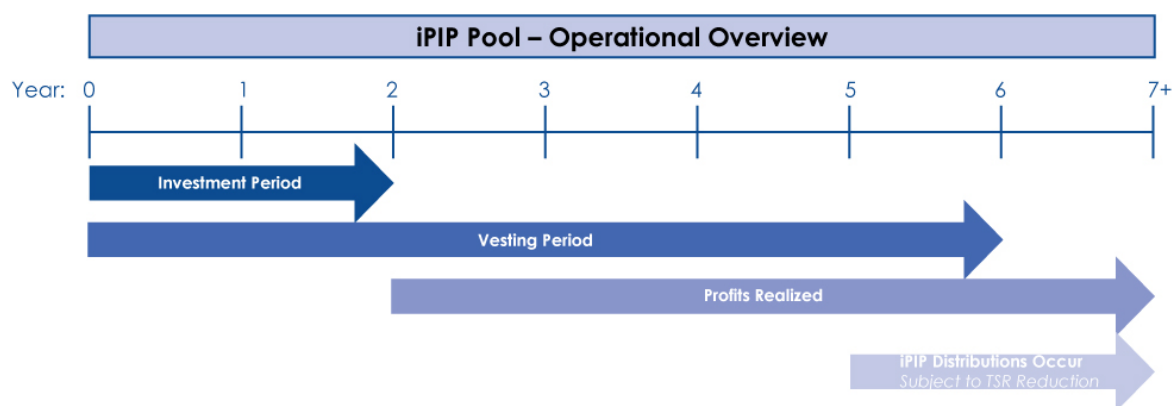 iPIP Pool – Operational Overview
Year: 0 1 2 3 4 5 6 7+
Investment Period
Vesting Period
Profits Realized
iPIP Distributions Occur
Subject to TSR Reduction